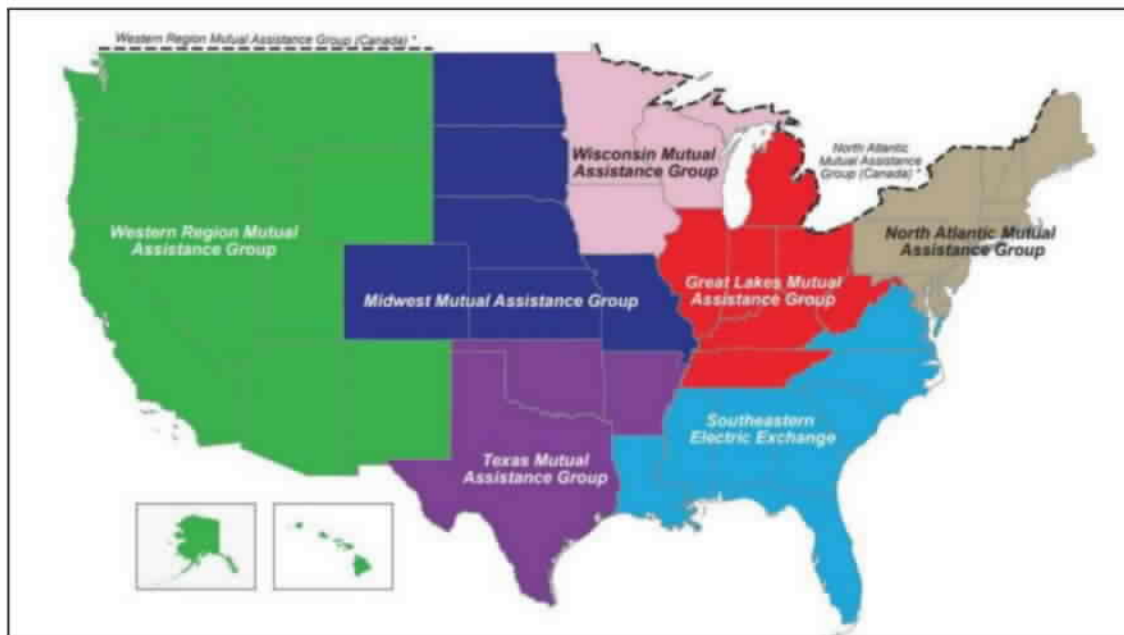 Western Region Mutual Assistance Group (Canada) *
Wisconsin Mutual
Assistance Group
North Atlantic
Mutual Assistance
Group (Canada) *
Western Region Mutual
Assistance Group
North Atlantic Mutual
Assistance Group
Midwest Mutual Assistance Group
Great Lakes Mutual
Assistance Group
Southeastern
Electric Exchange
Texas Mutual
Assistance Group